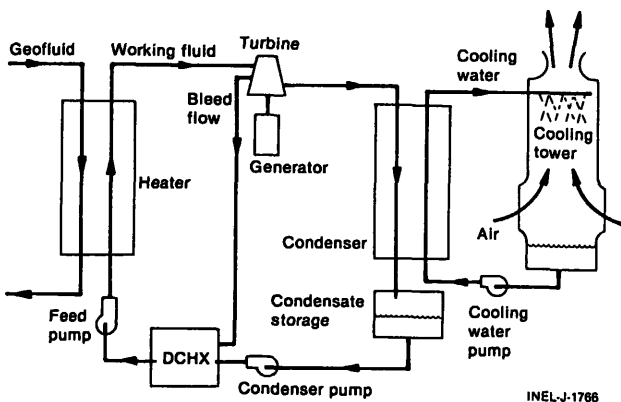 Geofluid
Working fluid
Turbine
Cooling
water
Bleed
flow
Cooling
tower
Generator
Heater
Air
Condenser
Condensate
storage
Feed
pump
Cooling
water
pump
DCHX
Condenser pump
INEL-J-1766